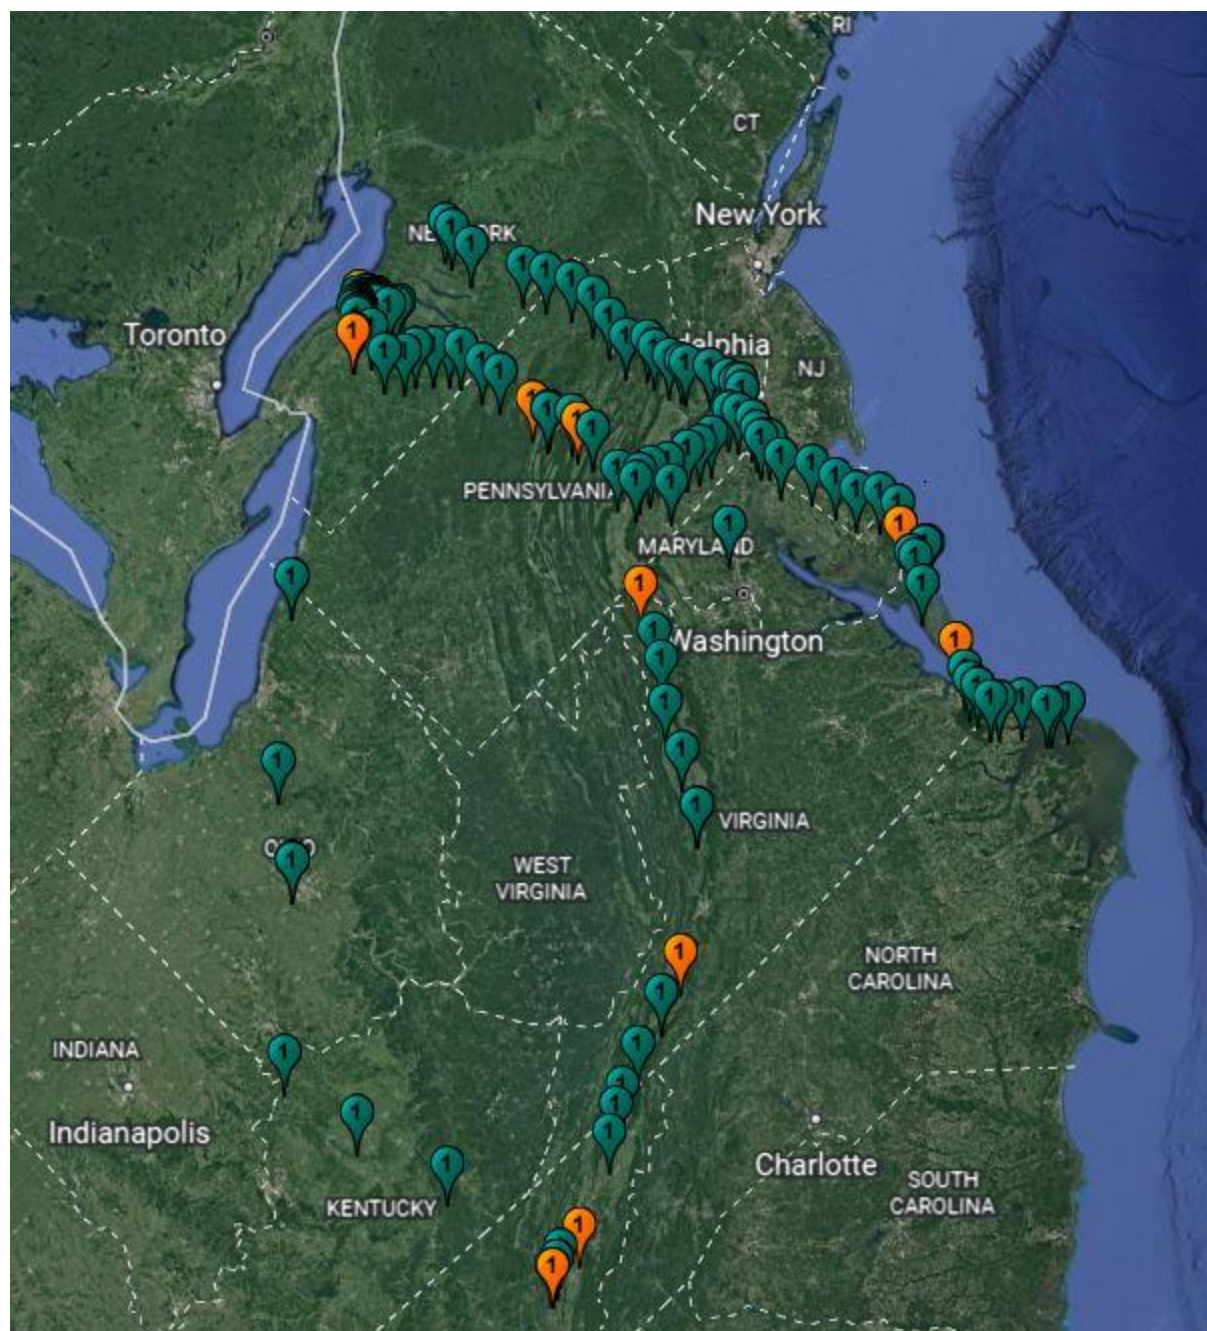 RI
CT
New York
NE ORK
Toronto
delphia
NJ
PENNSYLVANIA
MARYLAND
Washington
VIRGINIA
O O
WEST
VIRGINIA
NORTH
CAROLINA
INDIANA
Indianapolis
Charlotte
KENTUCKY
SOUTH
CAROLINA